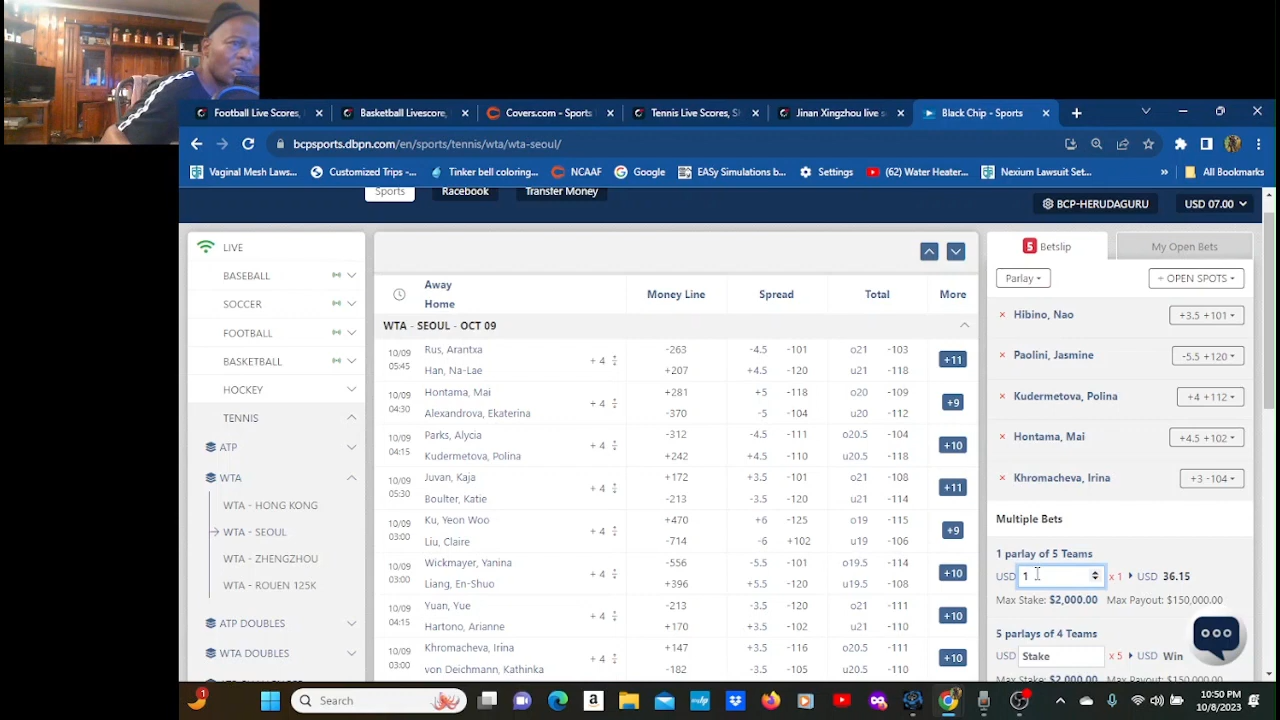 Football Live Scores,
Basketball Livescore,
Covers.com - Sports
Tennis Live Scores, S
Jinan Xingzhou live s
Black Chip - Sports
bcpsports.dbpn.com/en/sports/tennis/wta/wta-seoul/
Vaginal Mesh Laws...
Customized Trips -...
Tinker bell coloring...
NCAAF
Google
EASy Simulations b...
Settings
(62) Water Heater...
Nexium Lawsuit Set...
»
All Bookmarks
Sports
Racebook
Transfer Money
BCP-HERUDAGURU
USD 07.00
LIVE
BASEBALL
SOCCER
FOOTBALL
BASKETBALL
HOCKEY
TENNIS
ATP
WTA
WTA - HONG KONG
WTA - SEOUL
WTA - ZHENGZHOU
WTA - ROUEN 125K
ATP DOUBLES
WTA DOUBLES
Away
Home
Money Line
Spread
Total
More
WTA - SEOUL - OCT 09
10/09 Rus, Arantxa -263 -4.5 -101 o21 -103
05:45 Han, Na-Lae + 4 +207 +4.5 -120 u21 -118 +11
10/09 Hontama, Mai +281 +5 -118 o20 -109
04:30 Alexandrova, Ekaterina + 4 -370 -5 -104 u20 -112 +9
10/09 Parks, Alycia -312 -4.5 -111 o20.5 -104
04:15 Kudermetova, Polina + 4 +242 +4.5 -110 u20.5 -118 +10
10/09 Juvan, Kaja +172 +3.5 -101 o21 -108
05:30 Boulter, Katie + 4 -213 -3.5 -120 u21 -114 +11
10/09 Ku, Yeon Woo +470 +6 -125 o19 -115
03:00 Liu, Claire + 4 -714 -6 +102 u19 -106 +9
10/09 Wickmayer, Yanina -556 -5.5 -101 o19.5 -114
03:00 Liang, En-Shuo + 4 +396 +5.5 -120 u19.5 -108 +10
10/09 Yuan, Yue -213 -3.5 -120 o21 -111
04:15 Hartono, Arianne + 4 +170 +3.5 -102 u21 -110 +10
10/09 Khromacheva, Irina +147 +3.5 -116 o20.5 -111
03:00 von Deichmann, Kathinka + 4 -182 -3.5 -105 u20.5 -110 +10
5 Betslip
My Open Bets
Parlay
+ OPEN SPOTS
× Hibino, Nao +3.5 +101
× Paolini, Jasmine -5.5 +120
× Kudermetova, Polina +4 +112
× Hontama, Mai +4.5 +102
× Khromacheva, Irina +3 -104
Multiple Bets
1 parlay of 5 Teams
USD 1 x 1 USD 36.15
Max Stake: $2,000.00 Max Payout: $150,000.00
5 parlays of 4 Teams
USD Stake x 5 USD Win
1
Search
10:50 PM
10/8/2023